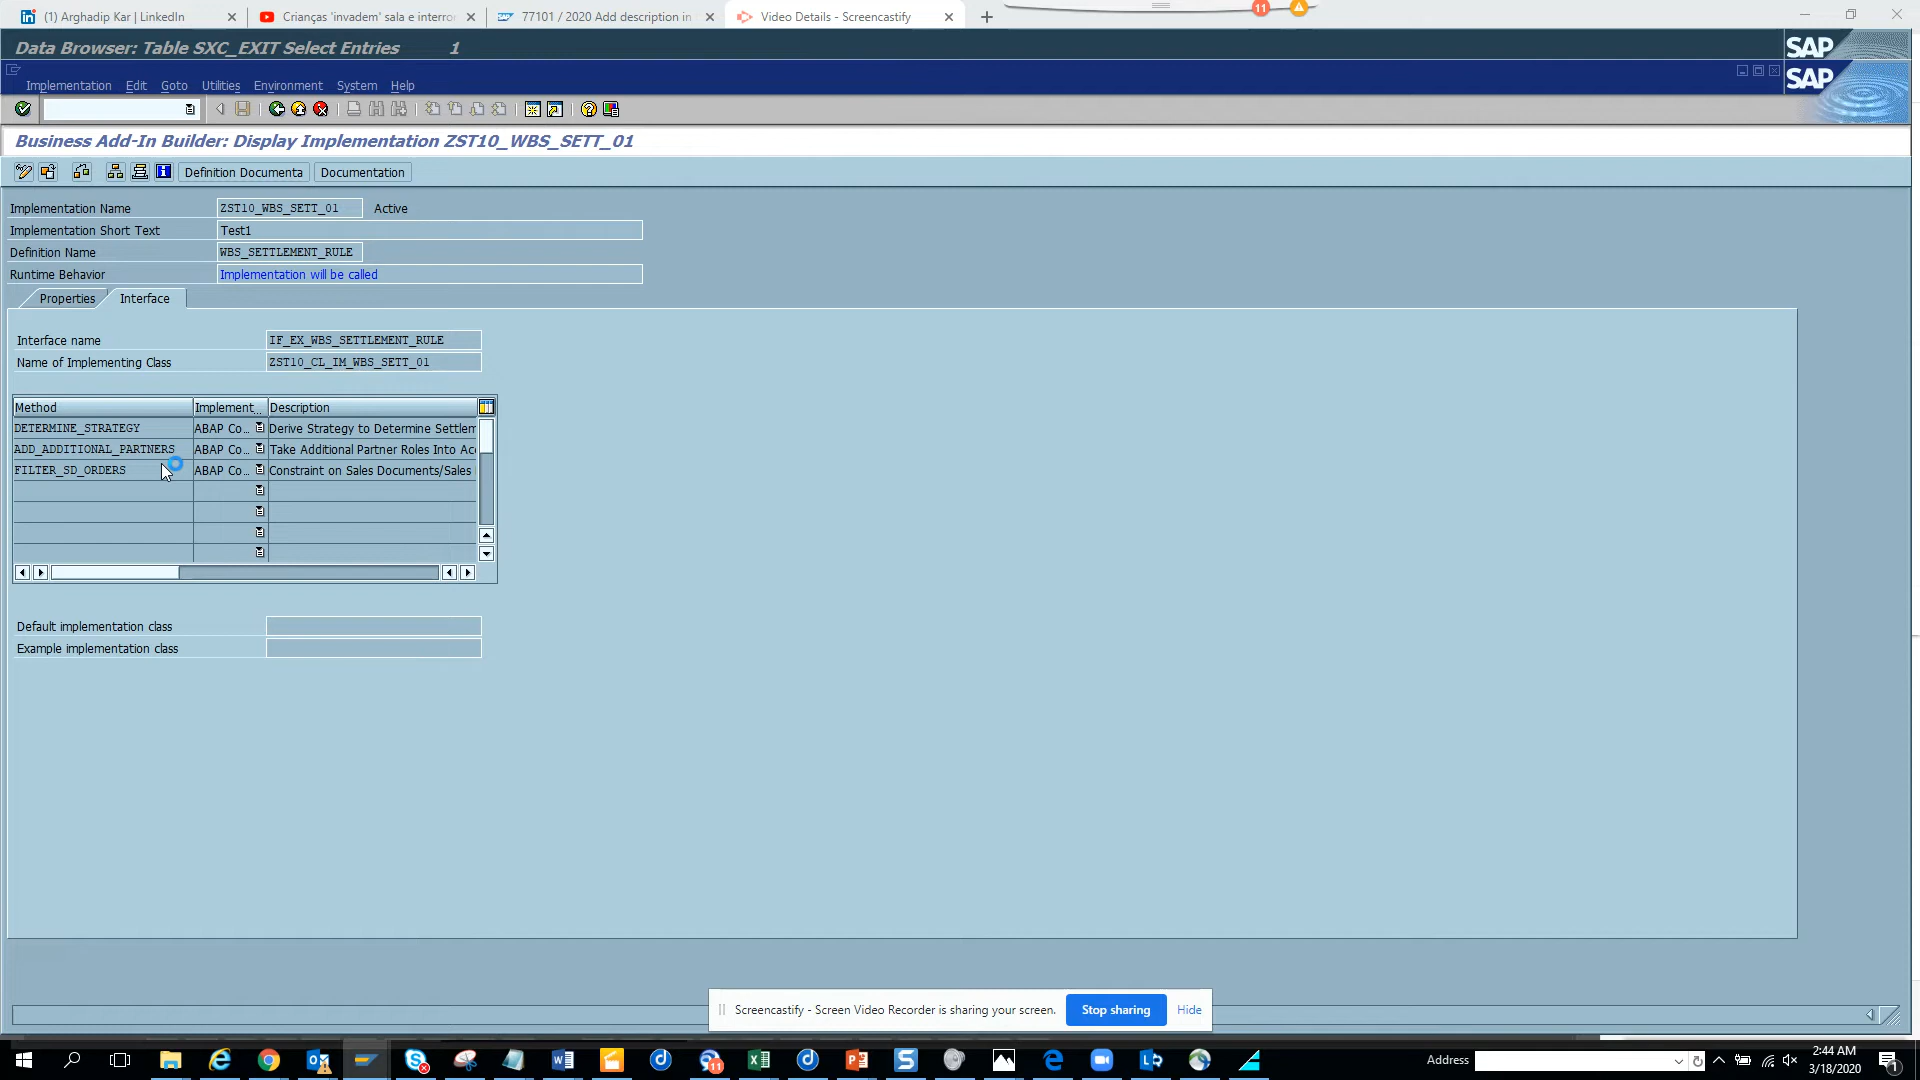 (1) Arghadip Kar | LinkedIn
Crianças 'invadem' sala e interro
77101 / 2020 Add description in
Video Details - Screencastify
11
Data Browser: Table SXC_EXIT Select Entries 1
SAP
Implementation Edit Goto Utilities Environment System Help
SAP
Business Add-In Builder: Display Implementation ZST10_WBS_SETT_01
Definition Documenta Documentation
Implementation Name ZST10_WBS_SETT_01 Active
Implementation Short Text Test1
Definition Name WBS_SETTLEMENT_RULE
Runtime Behavior Implementation will be called
Properties Interface
Interface name IF_EX_WBS_SETTLEMENT_RULE
Name of Implementing Class ZST10_CL_IM_WBS_SETT_01
Method Implement... Description
DETERMINE_STRATEGY ABAP Co... Derive Strategy to Determine Settlem
ADD_ADDITIONAL_PARTNERS ABAP Co... Take Additional Partner Roles Into Ac
FILTER_SD_ORDERS ABAP Co... Constraint on Sales Documents/Sales
Default implementation class
Example implementation class
Screencastify - Screen Video Recorder is sharing your screen. Stop sharing Hide
Address
2:44 AM
3/18/2020